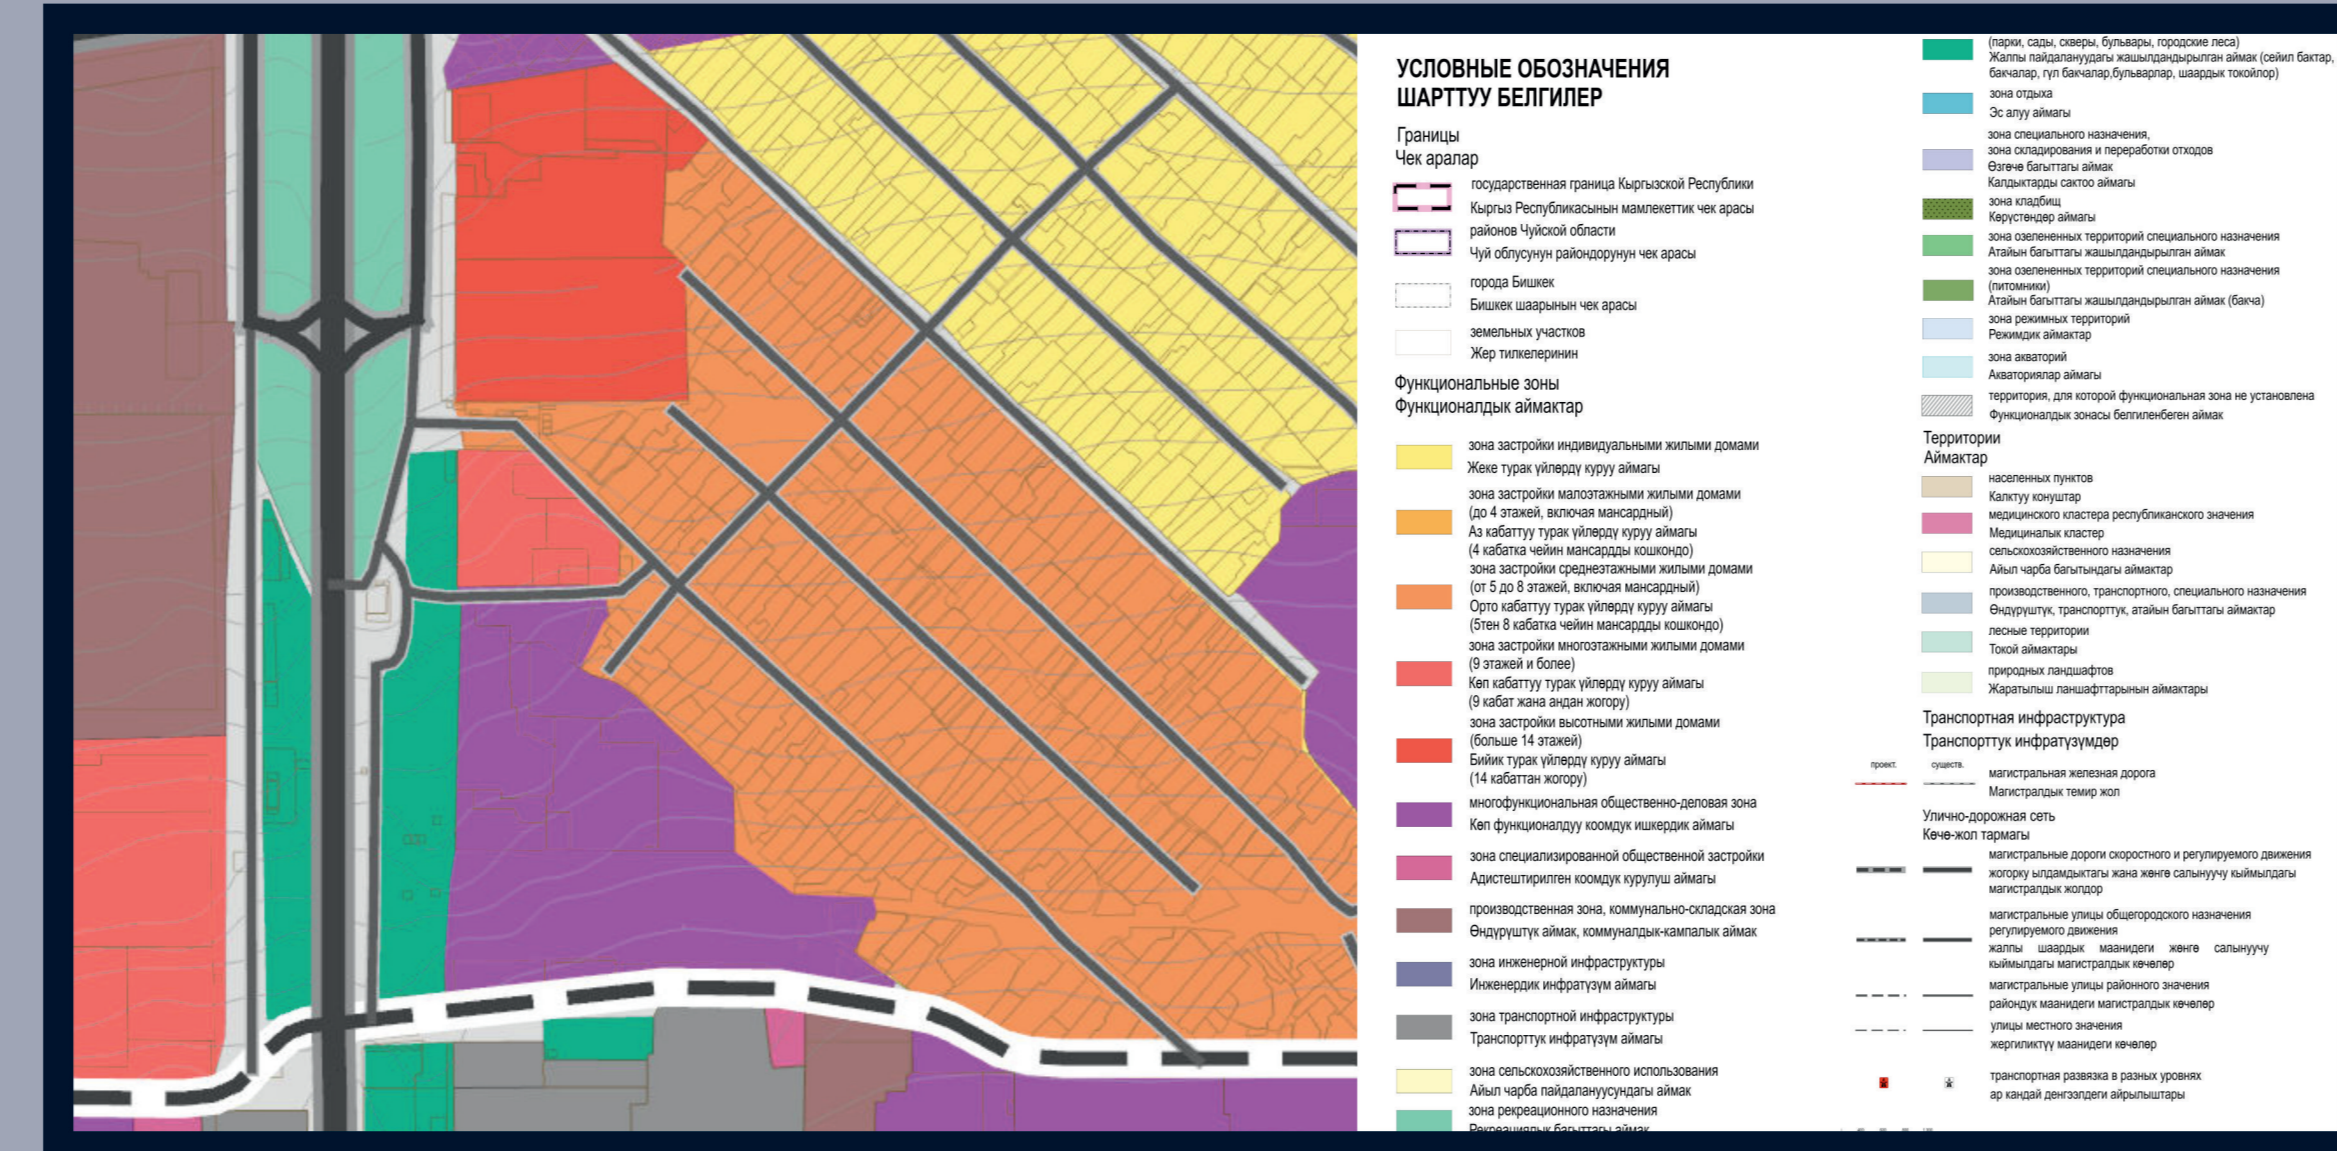 УСЛОВНЫЕ ОБОЗНАЧЕНИЯ
ШАРТТУУ БЕЛГИЛЕР
Границы
Чек аралар
государственная граница Кыргызской Республики
Кыргыз Республикасынын мамлекеттик чек арасы
районов Чуйской области
Чуй облусунун райондорунун чек арасы
города Бишкек
Бишкек шаарынын чек арасы
земельных участков
Жер тилкелеринин
Функциональные зоны
Функционалдык аймактар
зона застройки индивидуальными жилыми домами
Жеке турак үйлөрдү куруу аймагы
зона застройки малоэтажными жилыми домами
(до 4 этажей, включая мансардный)
Аз кабаттуу турак үйлөрдү куруу аймагы
(4 кабатка чейин мансардды кошкондо)
зона застройки среднеэтажными жилыми домами
(от 5 до 8 этажей, включая мансардный)
Орто кабаттуу турак үйлөрдү куруу аймагы
(5тен 8 кабатка чейин мансардды кошкондо)
зона застройки многоэтажными жилыми домами
(9 этажей и более)
Көп кабаттуу турак үйлөрдү куруу аймагы
(9 кабат жана андан жогору)
зона застройки высотными жилыми домами
(больше 14 этажей)
Бийик турак үйлөрдү куруу аймагы
(14 кабаттан жогору)
многофункциональная общественно-деловая зона
Көп функционалдуу коомдук ишкердик аймагы
зона специализированной общественной застройки
Адистештирилген коомдук курулуш аймагы
производственная зона, коммунально-складская зона
Өндүрүштүк аймак, коммуналдык-кампалык аймак
зона инженерной инфраструктуры
Инженердик инфратүзүм аймагы
зона транспортной инфраструктуры
Транспорттук инфратүзүм аймагы
зона сельскохозяйственного использования
Айыл чарба пайдалануусундагы аймак
зона рекреационного назначения
Рекреациялык багыттагы аймак
(парки, сады, скверы, бульвары, городские леса)
Жалпы пайдалануудагы жашылдандырылган аймак (сейил бактар,
бакчалар, гүл бакчалар,бульварлар, шаардык токойлор)
зона отдыха
Эс алуу аймагы
зона специального назначения,
зона складирования и переработки отходов
Өзгөчө багыттагы аймак
Калдыктарды сактоо аймагы
зона кладбищ
Көрүстөндөр аймагы
зона озелененных территорий специального назначения
Атайын багыттагы жашылдандырылган аймак
зона озелененных территорий специального назначения
(питомники)
Атайын багыттагы жашылдандырылган аймак (бакча)
зона режимных территорий
Режимдик аймактар
зона акваторий
Акваториялар аймагы
территория, для которой функциональная зона не установлена
Функционалдык зонасы белгиленбеген аймак
Территории
Аймактар
населенных пунктов
Калктуу конуштар
медицинского кластера республиканского значения
Медициналык кластер
сельскохозяйственного назначения
Айыл чарба багытындагы аймактар
производственного, транспортного, специального назначения
Өндүрүштүк, транспорттук, атайын багыттагы аймактар
лесные территории
Токой аймактары
природных ландшафтов
Жаратылыш ланшафттарынын аймактары
Транспортная инфраструктура
Транспорттук инфратүзүмдөр
проект. существ.
магистральная железная дорога
Магистралдык темир жол
Улично-дорожная сеть
Көчө-жол тармагы
магистральные дороги скоростного и регулируемого движения
жогорку ылдамдыктагы жана жөнгө салынуучу кыймылдагы
магистралдык жолдор
магистральные улицы общегородского назначения
регулируемого движения
жалпы шаардык маанидеги жөнгө салынуучу
кыймылдагы магистралдык көчөлөр
магистральные улицы районного значения
райондук маанидеги магистралдык көчөлөр
улицы местного значения
жергиликтүү маанидеги көчөлөр
транспортная развязка в разных уровнях
ар кандай денгээлдеги айрылыштары